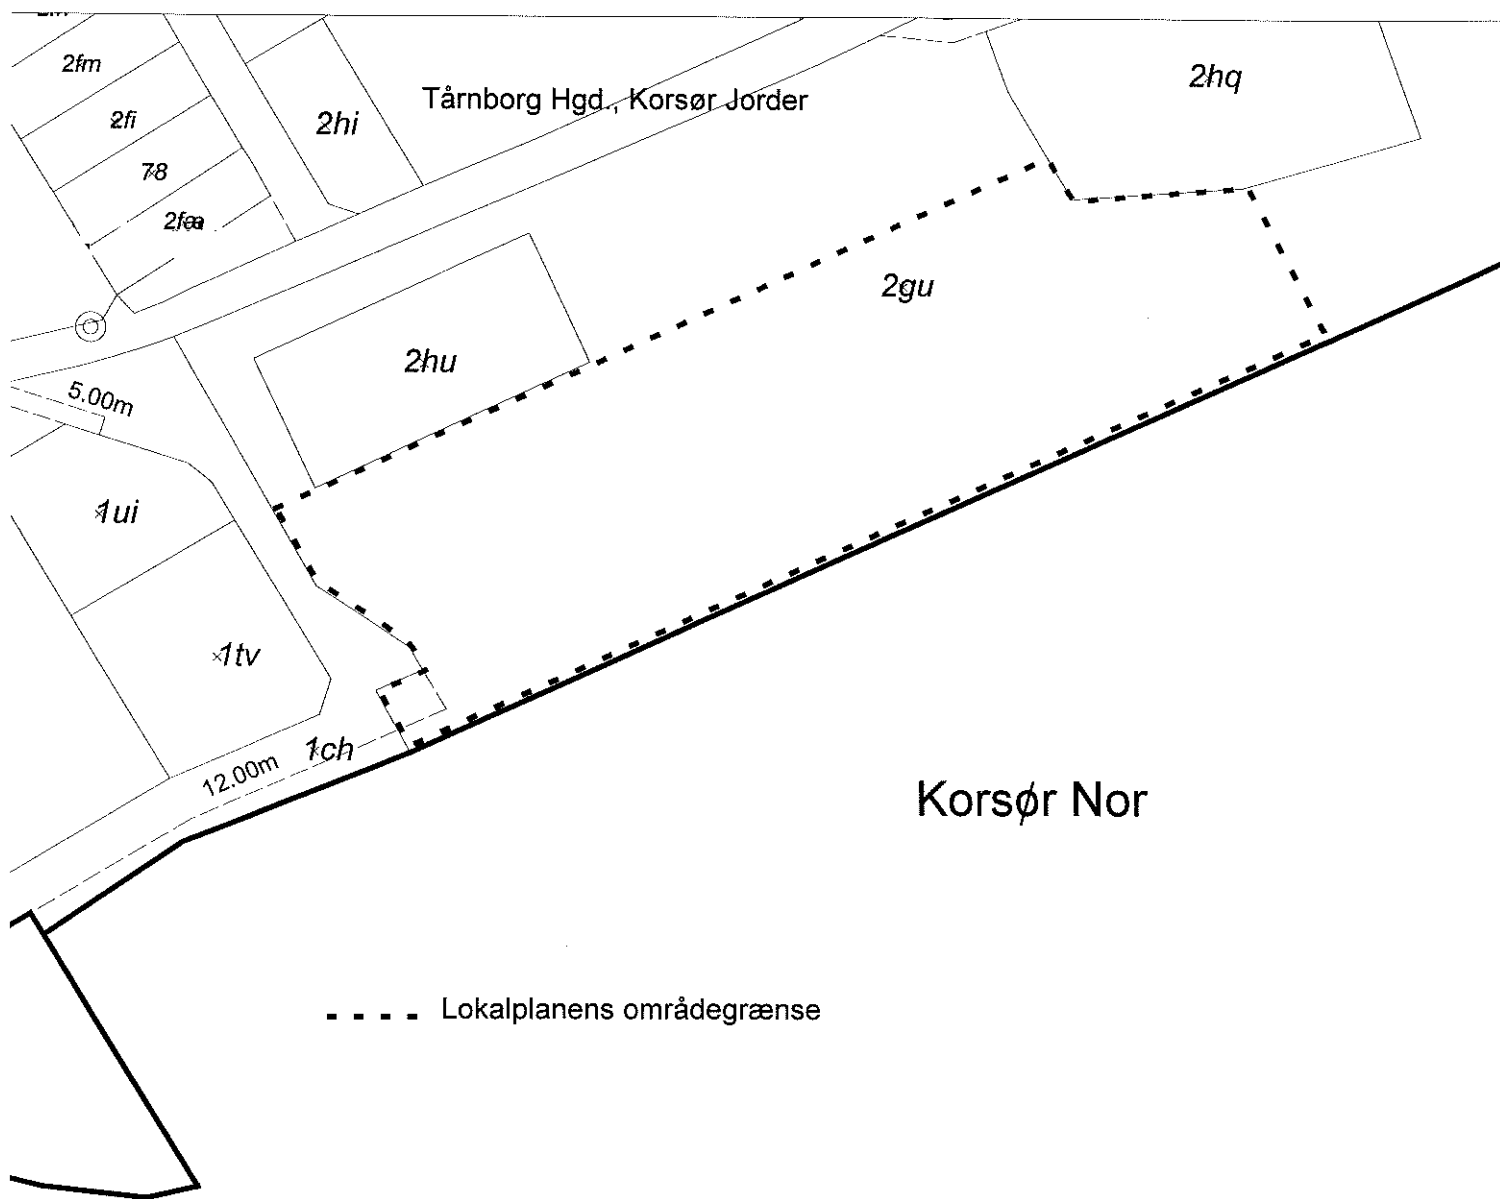 2fm
Tårnborg Hgd., Korsør Jorder
2hq
2fi
2hi
78
2fæa
2gu
2hu
5.00m
1ui
1tv
1ch
12.00m
Korsør Nor
Lokalplanens områdegrænse